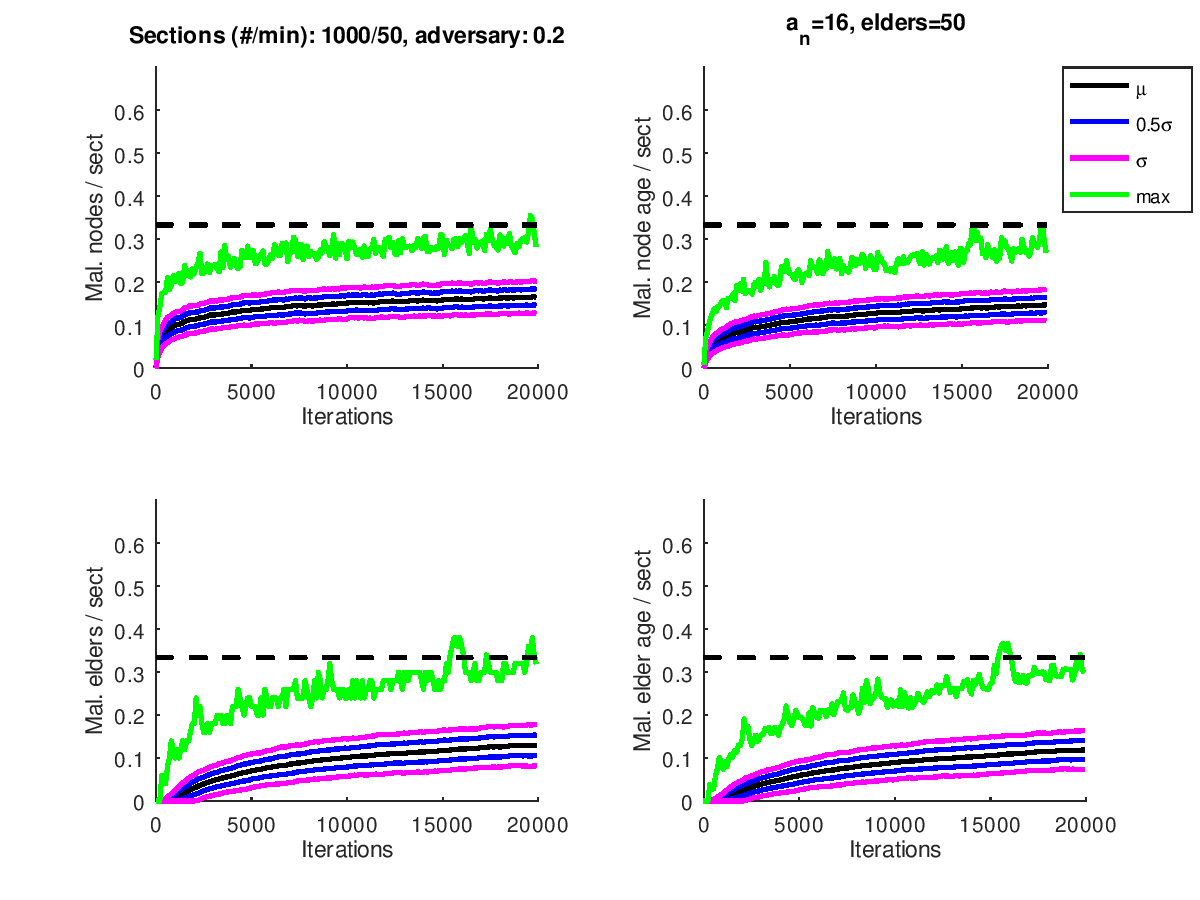 Sections (#/min): 1000/50, adversary: 0.2
Mal. nodes / sect
0.6
0.5
0.4
0.3
0.2
0.1
0
0 5000 10000 15000 20000
Iterations
a_n=16, elders=50
Mal. node age / sect
0.6
0.5
0.4
0.3
0.2
0.1
0
0 5000 10000 15000 20000
Iterations
μ
0.5σ
σ
max
Mal. elders / sect
0.6
0.5
0.4
0.3
0.2
0.1
0
0 5000 10000 15000 20000
Iterations
Mal. elder age / sect
0.6
0.5
0.4
0.3
0.2
0.1
0
0 5000 10000 15000 20000
Iterations